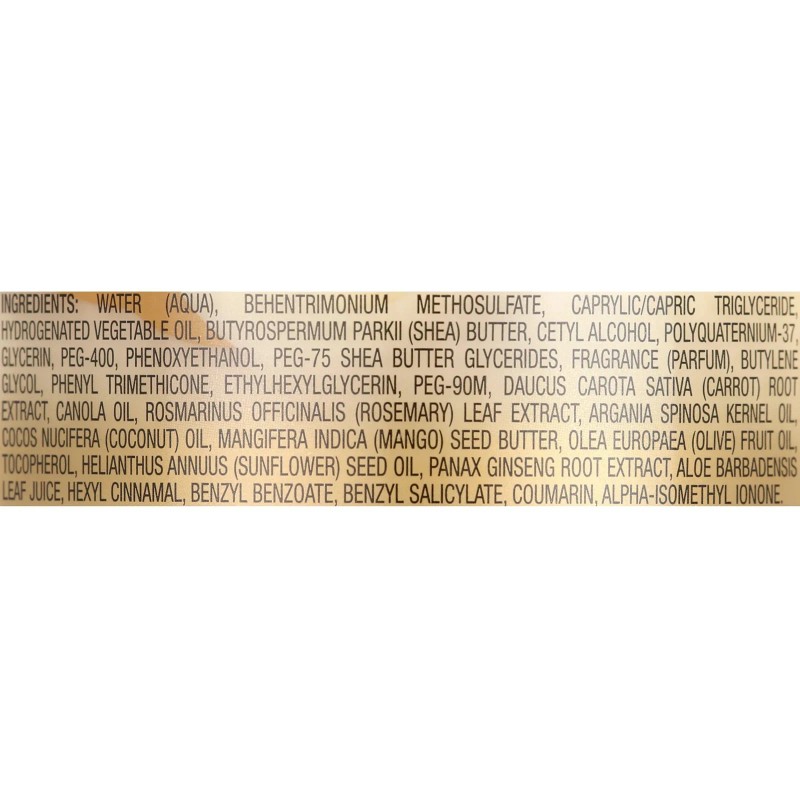 INGREDIENTS: WATER (AQUA), BEHENTRIMONIUM METHOSULFATE, CAPRYLIC/CAPRIC TRIGLYCERIDE,
HYDROGENATED VEGETABLE OIL, BUTYROSPERMUM PARKII (SHEA) BUTTER, CETYL ALCOHOL, POLYQUATERNIUM-37,
GLYCERIN, PEG-400, PHENOXYETHANOL, PEG-75 SHEA BUTTER GLYCERIDES, FRAGRANCE (PARFUM), BUTYLENE
GLYCOL, PHENYL TRIMETHICONE, ETHYLHEXYLGLYCERIN, PEG-90M, DAUCUS CAROTA SATIVA (CARROT) ROOT
EXTRACT, CANOLA OIL, ROSMARINUS OFFICINALIS (ROSEMARY) LEAF EXTRACT, ARGANIA SPINOSA KERNEL OIL,
COCOS NUCIFERA (COCONUT) OIL, MANGIFERA INDICA (MANGO) SEED BUTTER, OLEA EUROPAEA (OLIVE) FRUIT OIL,
TOCOPHEROL, HELIANTHUS ANNUUS (SUNFLOWER) SEED OIL, PANAX GINSENG ROOT EXTRACT, ALOE BARBADENSIS
LEAF JUICE, HEXYL CINNAMAL, BENZYL BENZOATE, BENZYL SALICYLATE, COUMARIN, ALPHA-ISOMETHYL IONONE.